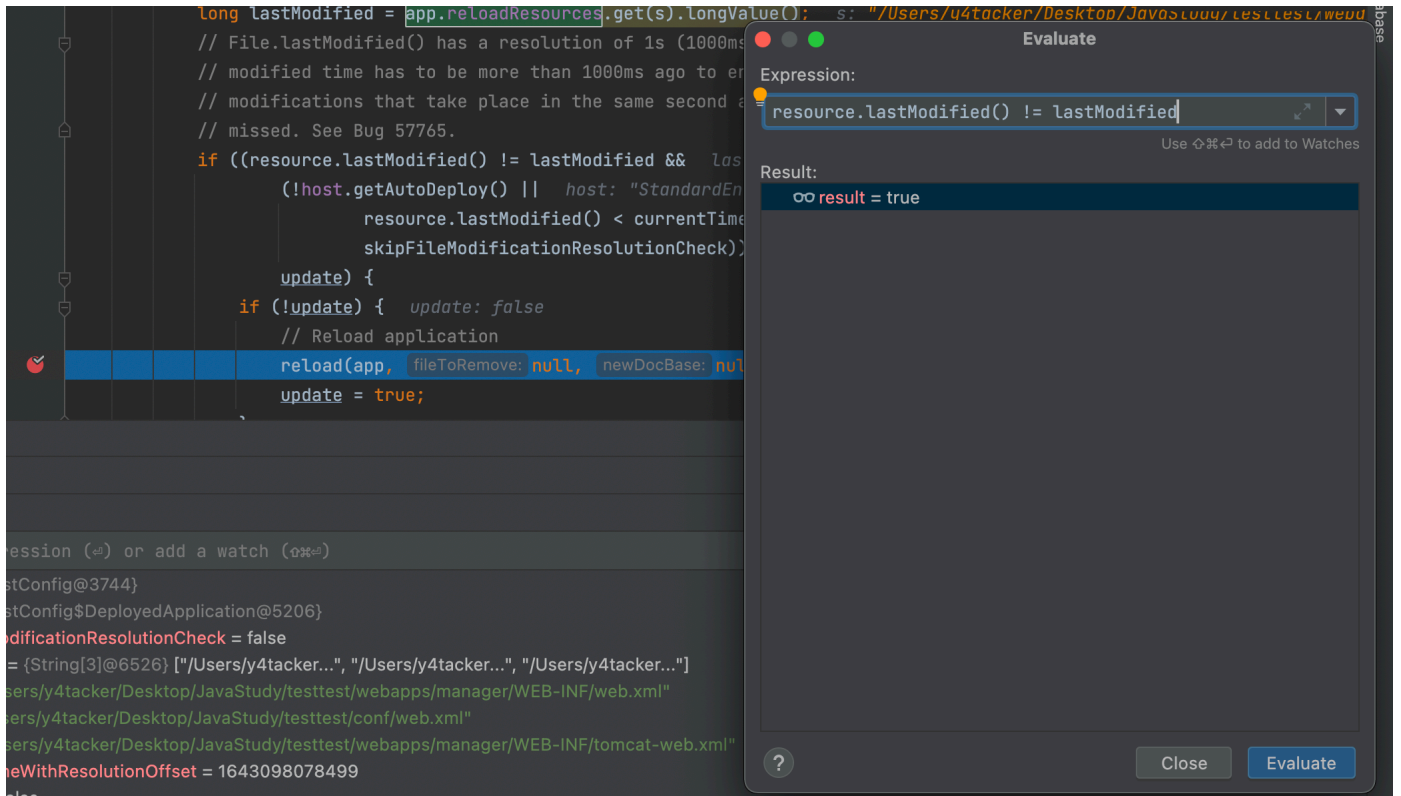 long lastModified = app.reloadResources.get(s).longValue(); s: "/Users/y4tacker/Desktop/JavaStudy/testtest/weba
// File.lastModified() has a resolution of 1s (1000ms
// modified time has to be more than 1000ms ago to en
// modifications that take place in the same second a
// missed. See Bug 57765.
if ((resource.lastModified() != lastModified && las
(!host.getAutoDeploy() || host: "StandardEn
resource.lastModified() < currentTime
skipFileModificationResolutionCheck))
update) {
if (!update) { update: false
// Reload application
reload(app, fileToRemove: null, newDocBase: nul
update = true;
ression (⏎) or add a watch (⇧⌘⏎)
stConfig@3744}
stConfig$DeployedApplication@5206}
odificationResolutionCheck = false
= {String[3]@6526} ["/Users/y4tacker...", "/Users/y4tacker...", "/Users/y4tacker..."]
sers/y4tacker/Desktop/JavaStudy/testtest/webapps/manager/WEB-INF/web.xml"
sers/y4tacker/Desktop/JavaStudy/testtest/conf/web.xml"
sers/y4tacker/Desktop/JavaStudy/testtest/webapps/manager/WEB-INF/tomcat-web.xml"
neWithResolutionOffset = 1643098078499
Evaluate
Expression:
resource.lastModified() != lastModified
Use ⇧⌘⏎ to add to Watches
Result:
result = true
?
Close
Evaluate
abase